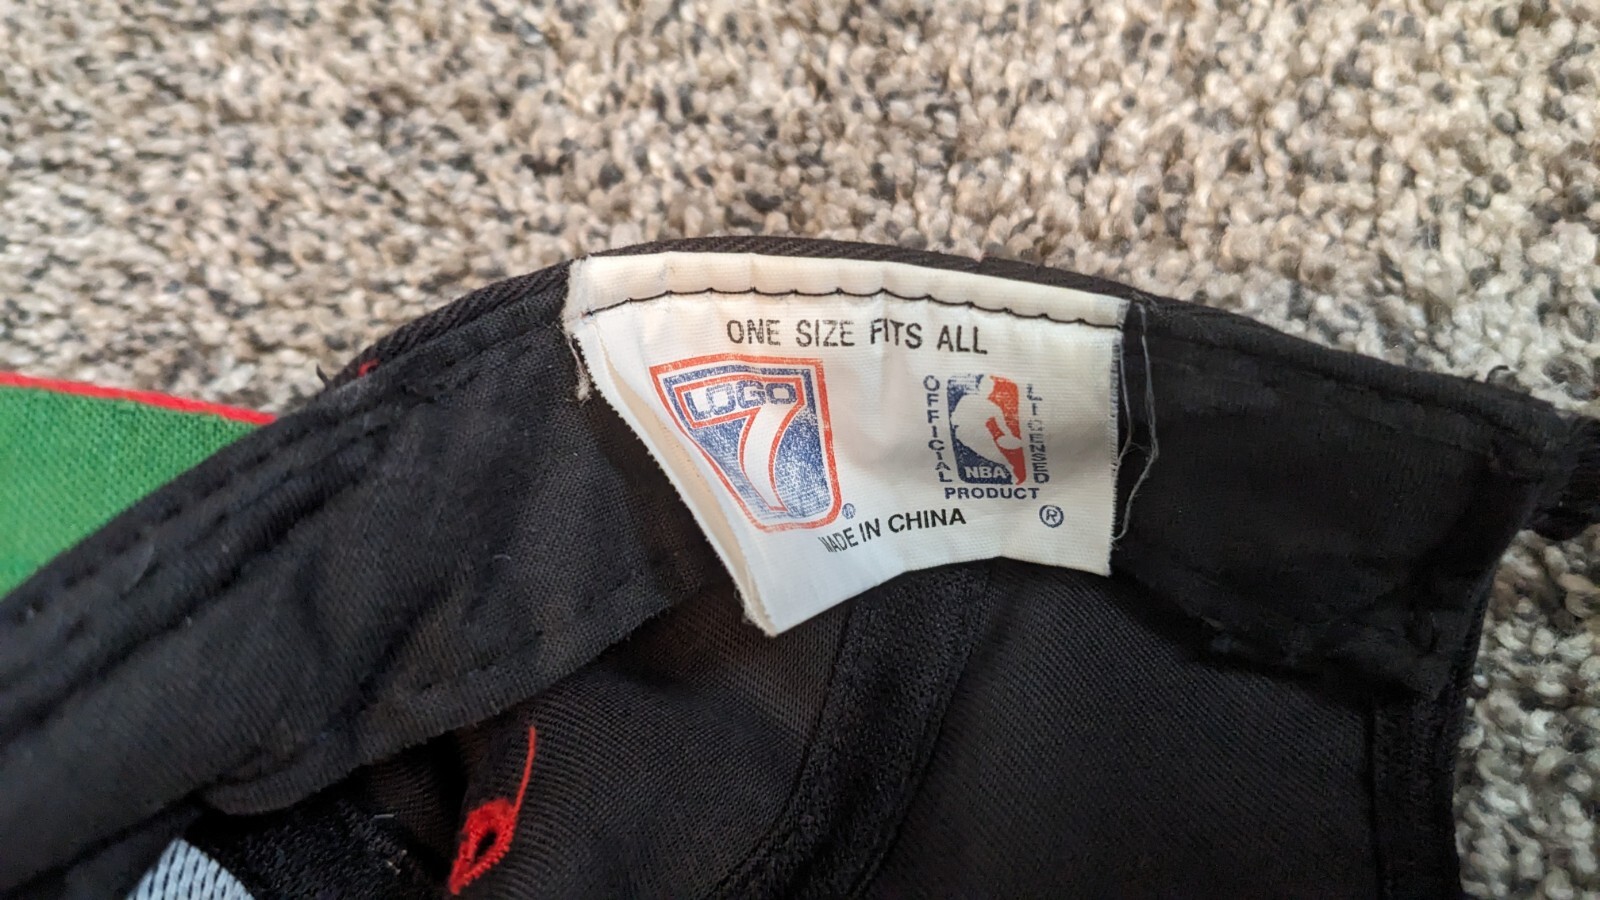 ONE SIZE FITS ALL
LOGO
7
®
OFFICIAL
LICENSED
NBA
PRODUCT
®
MADE IN CHINA